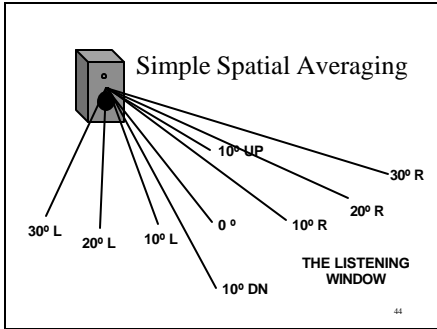 Simple Spatial Averaging
10º UP
30º R
20º R
30º L
20º L
10º L
0 º
10º R
10º DN
THE LISTENING
WINDOW
44